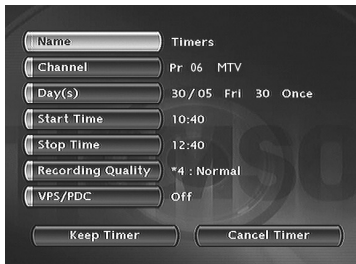 Name Timers
Channel Pr 06 MTV
Day(s) 30/05 Fri 30 Once
Start Time 10:40
Stop Time 12:40
Recording Quality *4 : Normal
VPS/PDC Off
Keep Timer Cancel Timer